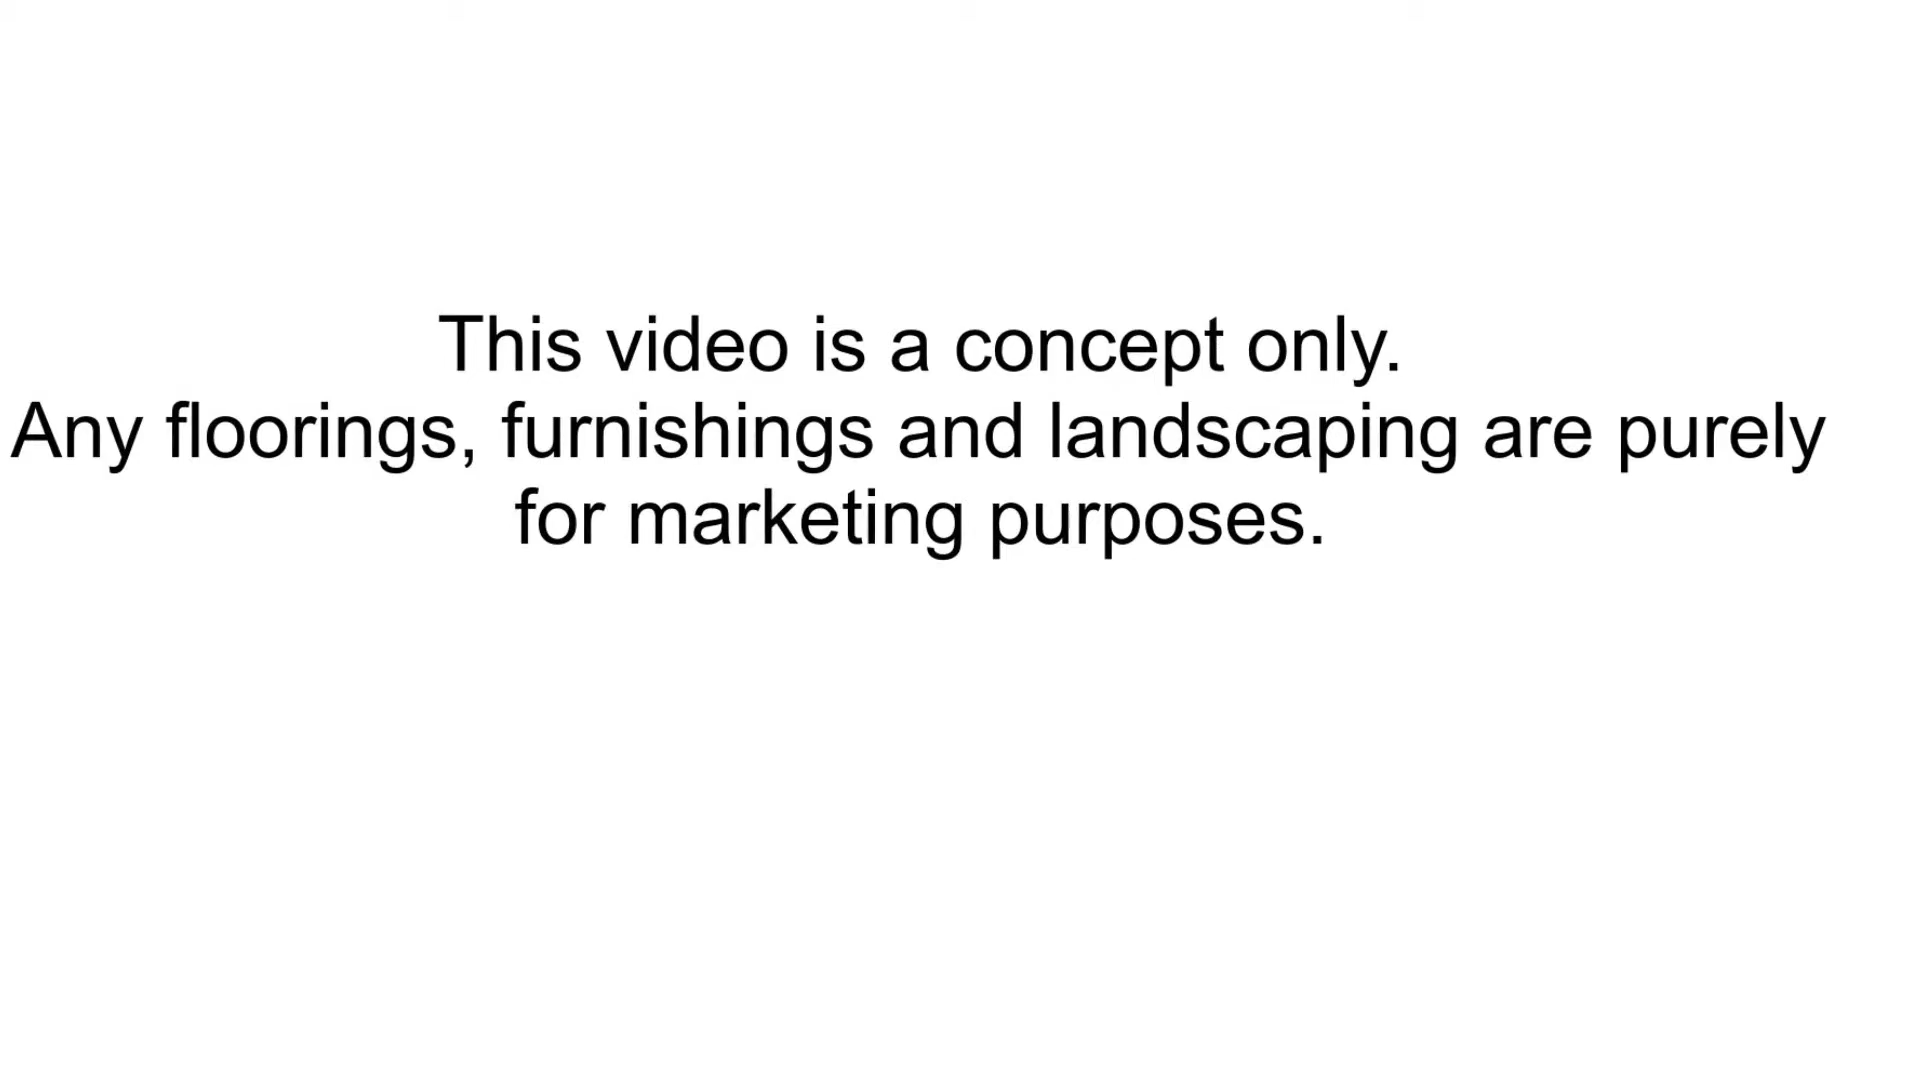 This video is a concept only.
Any floorings, furnishings and landscaping are purely
for marketing purposes.